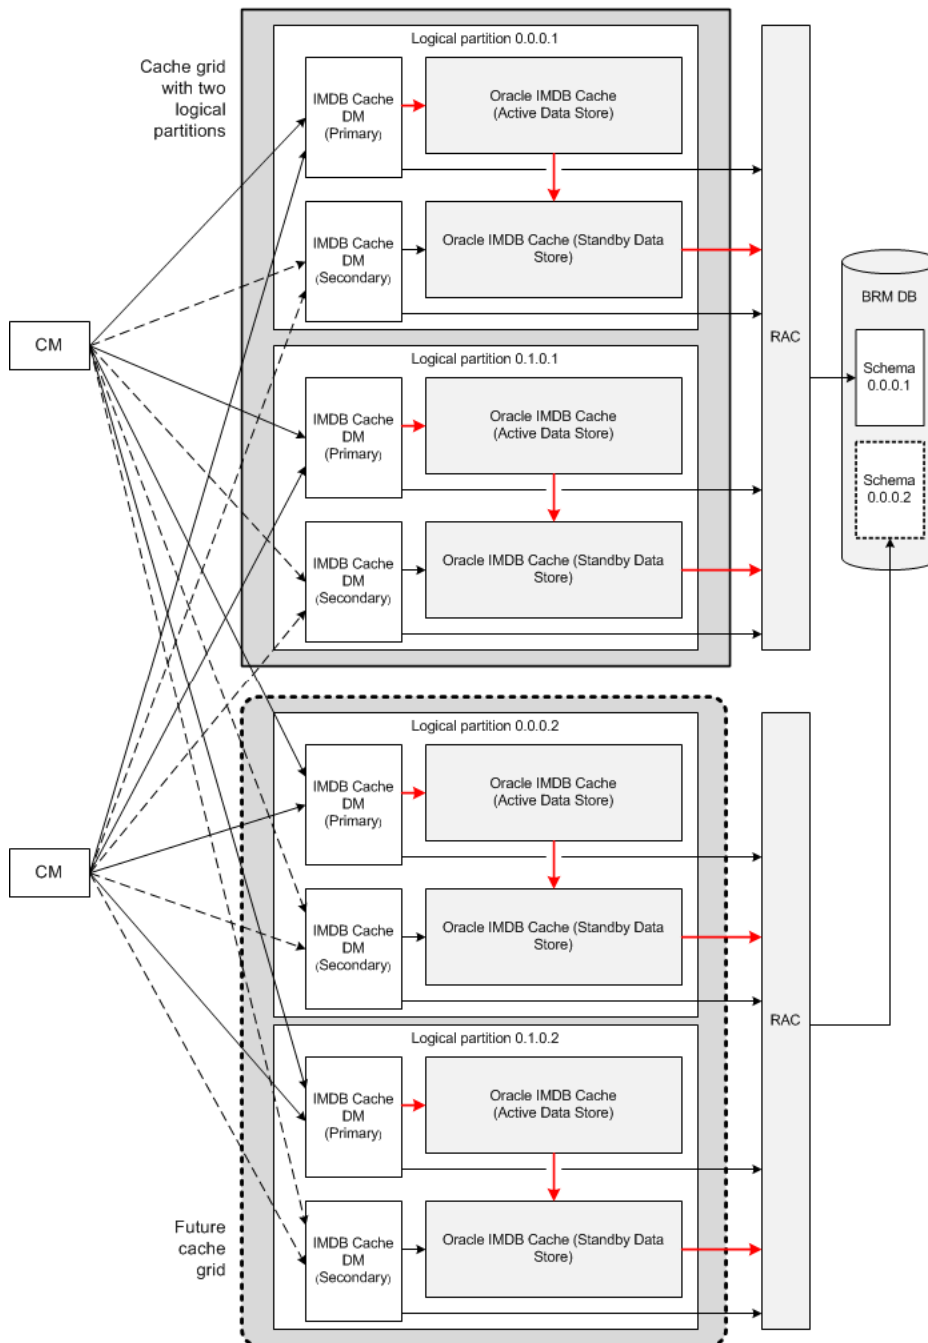 Logical partition 0.0.0.1
Cache grid
with two
logical
partitions
IMDB Cache
DM
(Primary)
Oracle IMDB Cache
(Active Data Store)
IMDB Cache
DM
(Secondary)
Oracle IMDB Cache (Standby Data
Store)
RAC
BRM DB
Schema
0.0.0.1
Schema
0.0.0.2
CM
Logical partition 0.1.0.1
IMDB Cache
DM
(Primary)
Oracle IMDB Cache
(Active Data Store)
IMDB Cache
DM
(Secondary)
Oracle IMDB Cache (Standby Data
Store)
Logical partition 0.0.0.2
IMDB Cache
DM
(Primary)
Oracle IMDB Cache
(Active Data Store)
CM
IMDB Cache
DM
(Secondary)
Oracle IMDB Cache (Standby Data
Store)
RAC
Logical partition 0.1.0.2
IMDB Cache
DM
(Primary)
Oracle IMDB Cache
(Active Data Store)
IMDB Cache
DM
(Secondary)
Oracle IMDB Cache (Standby Data
Store)
Future
cache
grid